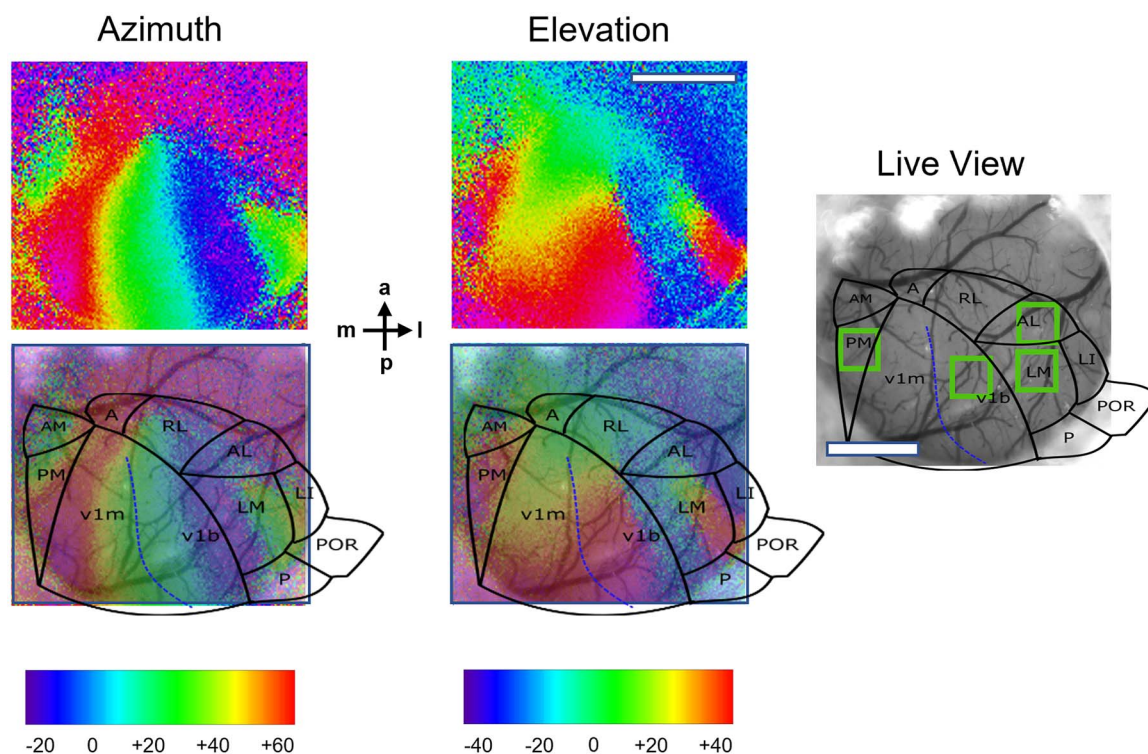 Azimuth
Elevation
Live View
a
m l
p
A
RL
AM
AL
PM
LM
LI
v1m
v1b
POR
P
AM
A
RL
AL
PM
v1m
v1b
LM
LI
POR
P
AM
A
RL
AL
PM
v1m
v1b
LM
LI
POR
P
-20 0 +20 +40 +60
-40 -20 0 +20 +40